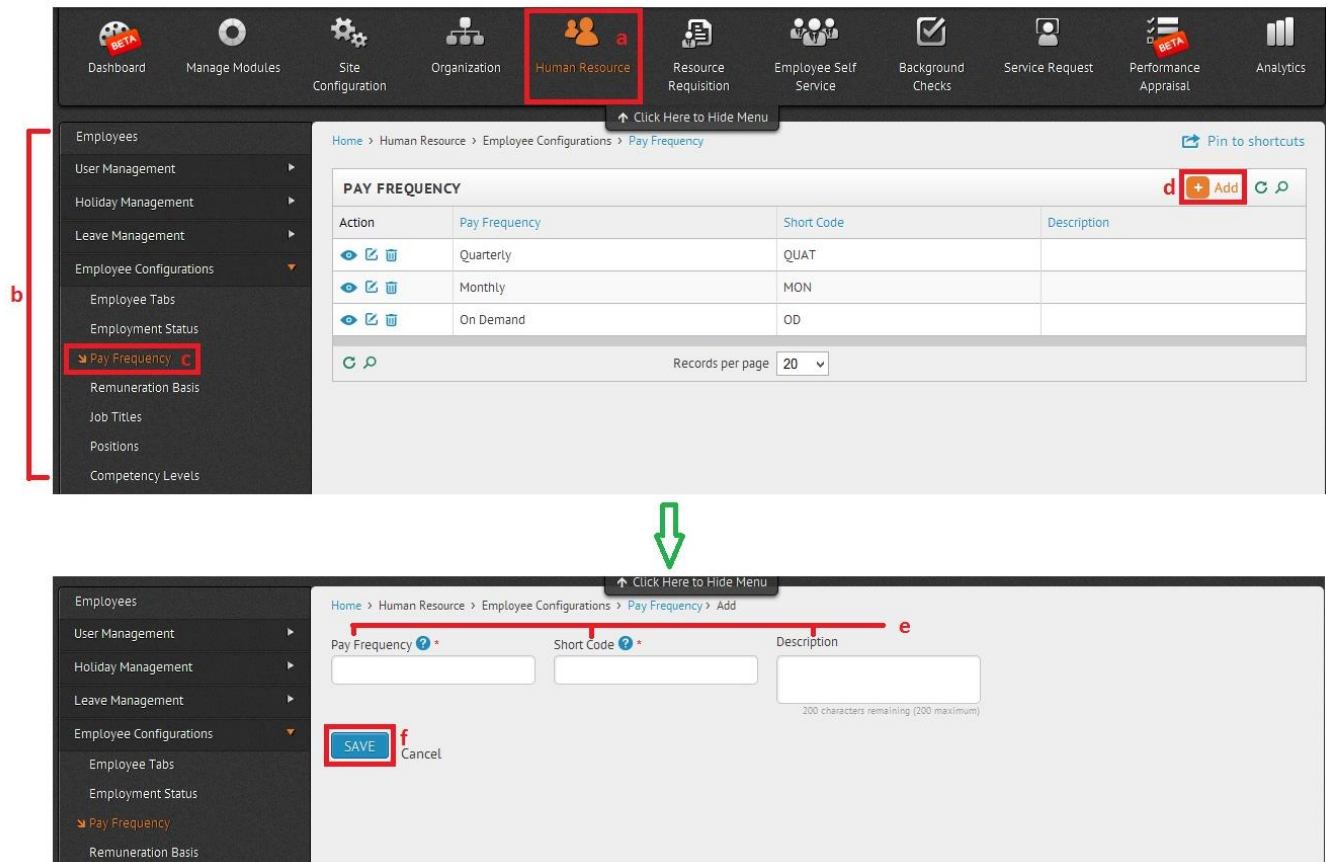 BETA
BETA
Dashboard
Manage Modules
Site Configuration
Organization
Human Resource
a
Resource Requisition
Employee Self Service
Background Checks
Service Request
Performance Appraisal
Analytics
↑ Click Here to Hide Menu
b
Employees
User Management
Holiday Management
Leave Management
Employee Configurations
Employee Tabs
Employment Status
Pay Frequency c
Remuneration Basis
Job Titles
Positions
Competency Levels
Home > Human Resource > Employee Configurations > Pay Frequency
Pin to shortcuts
PAY FREQUENCY
d + Add
Action Pay Frequency Short Code Description
Quarterly QUAT
Monthly MON
On Demand OD
Records per page 20
↑ Click Here to Hide Menu
Employees
User Management
Holiday Management
Leave Management
Employee Configurations
Employee Tabs
Employment Status
Pay Frequency
Remuneration Basis
Home > Human Resource > Employee Configurations > Pay Frequency > Add
e
Pay Frequency ? * Short Code ? * Description
200 characters remaining (200 maximum)
SAVE f Cancel